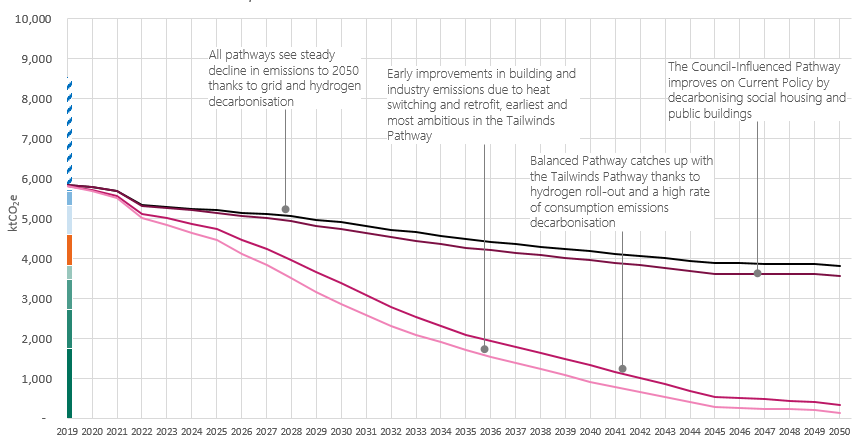 10,000
9,000
8,000
7,000
6,000
5,000
4,000
3,000
2,000
1,000
-
ktCO₂e
All pathways see steady
decline in emissions to 2050
thanks to grid and hydrogen
decarbonisation
Early improvements in building and
industry emissions due to heat
switching and retrofit, earliest and
most ambitious in the Tailwinds
Pathway
The Council-Influenced Pathway
improves on Current Policy by
decarbonising social housing and
public buildings
Balanced Pathway catches up with
the Tailwinds Pathway thanks to
hydrogen roll-out and a high rate
of consumption emissions
decarbonisation
2019 2020 2021 2022 2023 2024 2025 2026 2027 2028 2029 2030 2031 2032 2033 2034 2035 2036 2037 2038 2039 2040 2041 2042 2043 2044 2045 2046 2047 2048 2049 2050